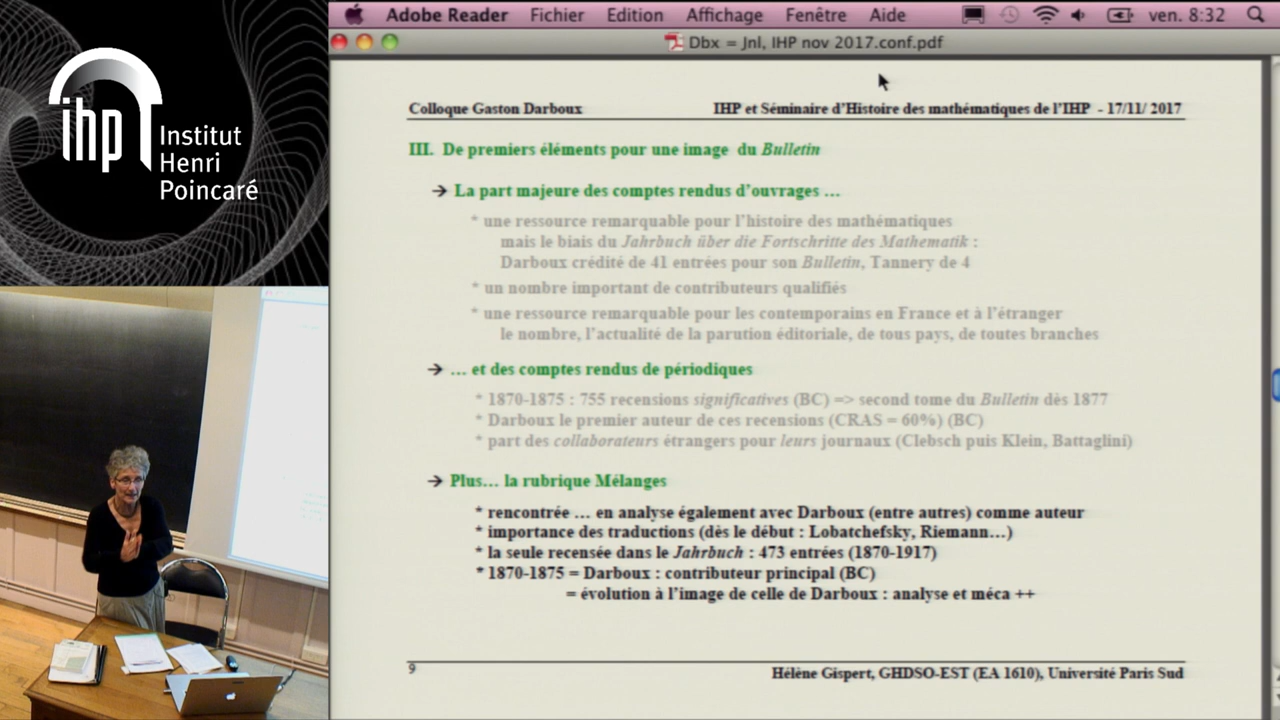 ihp Institut
Henri
Poincaré
Adobe Reader Fichier Edition Affichage Fenêtre Aide ven. 8:32
Dbx = Jnl, IHP nov 2017.conf.pdf
Colloque Gaston Darboux IHP et Séminaire d'Histoire des mathématiques de l'IHP - 17/11/ 2017
III. De premiers éléments pour une image du Bulletin
→ La part majeure des comptes rendus d'ouvrages …
* une ressource remarquable pour l'histoire des mathématiques
mais le biais du Jahrbuch über die Fortschritte des Mathematik :
Darboux crédité de 41 entrées pour son Bulletin, Tannery de 4
* un nombre important de contributeurs qualifiés
* une ressource remarquable pour les contemporains en France et à l'étranger
le nombre, l'actualité de la parution éditoriale, de tous pays, de toutes branches
→ … et des comptes rendus de périodiques
* 1870-1875 : 755 recensions significatives (BC) => second tome du Bulletin dès 1877
* Darboux le premier auteur de ces recensions (CRAS = 60%) (BC)
* part des collaborateurs étrangers pour leurs journaux (Clebsch puis Klein, Battaglini)
→ Plus… la rubrique Mélanges
* rencontrée … en analyse également avec Darboux (entre autres) comme auteur
* importance des traductions (dès le début : Lobatchefsky, Riemann…)
* la seule recensée dans le Jahrbuch : 473 entrées (1870-1917)
* 1870-1875 = Darboux : contributeur principal (BC)
= évolution à l'image de celle de Darboux : analyse et méca ++
9 Hélène Gispert, GHDSO-EST (EA 1610), Université Paris Sud